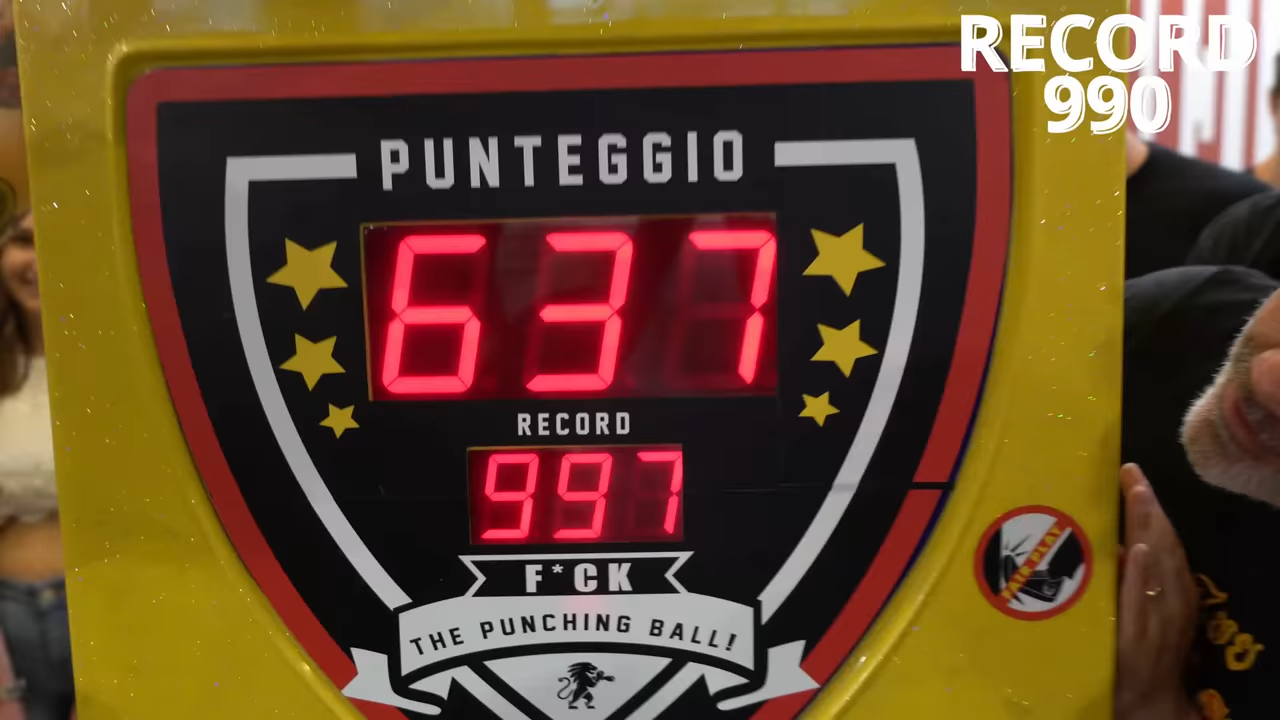 RECORD
990
PUNTEGGIO
637
RECORD
997
F*CK
THE PUNCHING BALL!
FAIR PLAY